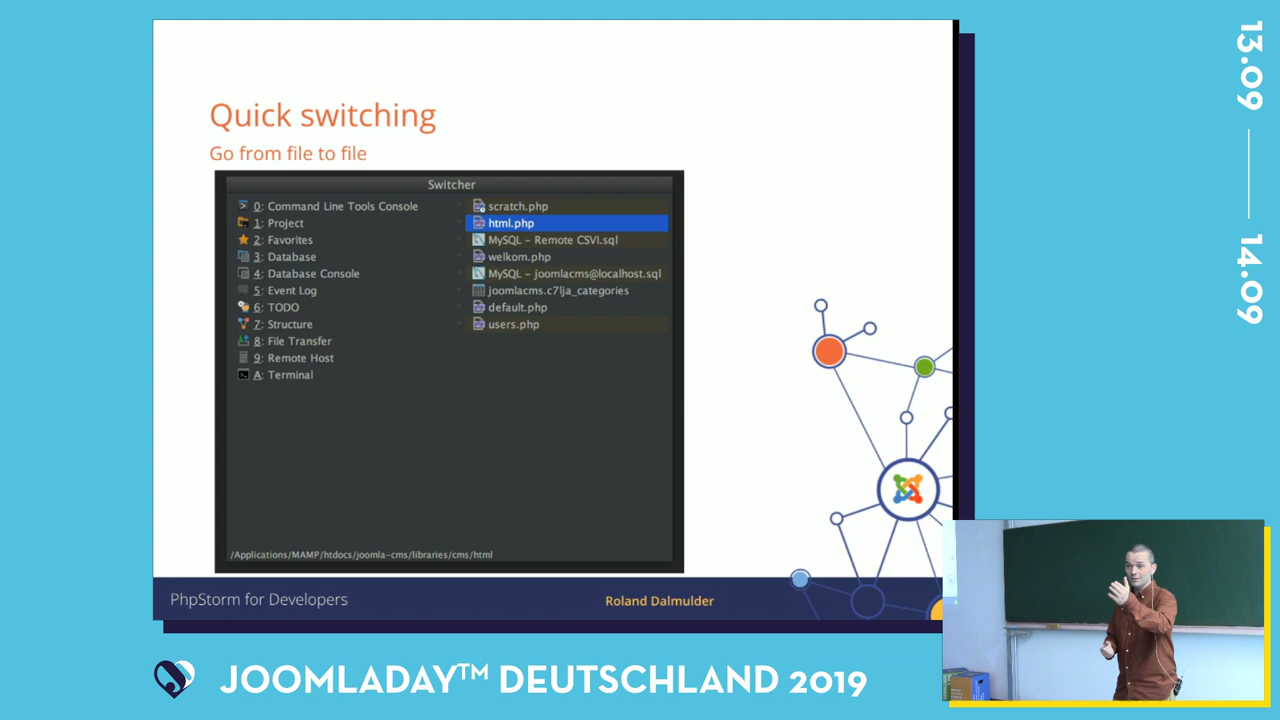 Quick switching
Go from file to file
Switcher
0: Command Line Tools Console
1: Project
2: Favorites
3: Database
4: Database Console
5: Event Log
6: TODO
7: Structure
8: File Transfer
9: Remote Host
A: Terminal
scratch.php
html.php
MySQL – Remote CSVI.sql
welkom.php
MySQL – joomlacms@localhost.sql
joomlacms.c7lja_categories
default.php
users.php
/Applications/MAMP/htdocs/joomla-cms/libraries/cms/html
PhpStorm for Developers
Roland Dalmulder
JOOMLADAY™ DEUTSCHLAND 2019
13.09
14.09